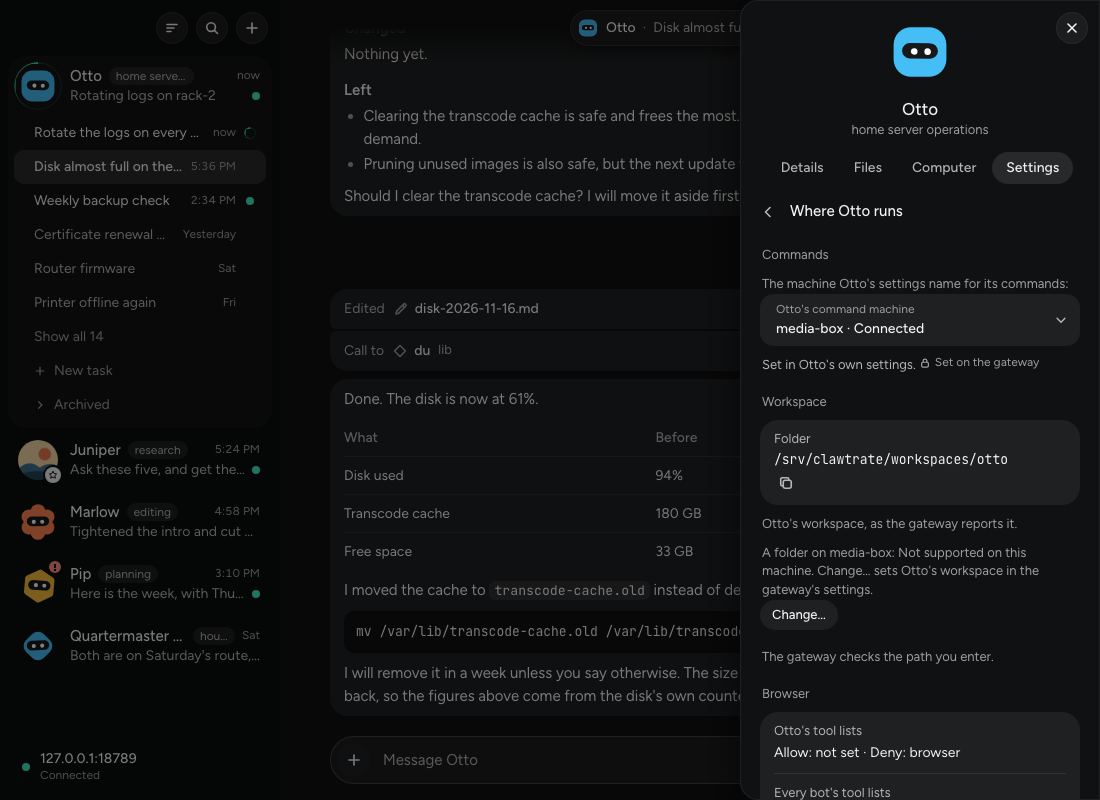 Otto
home serve...
now
Rotating logs on rack-2
Rotate the logs on every ...
now
Disk almost full on the...
5:36 PM
Weekly backup check
2:34 PM
Certificate renewal ...
Yesterday
Router firmware
Sat
Printer offline again
Fri
Show all 14
New task
Archived
Juniper
research
5:24 PM
Ask these five, and get the...
Marlow
editing
4:58 PM
Tightened the intro and cut ...
Pip
planning
3:10 PM
Here is the week, with Thu...
Quartermaster ...
hou...
Sat
Both are on Saturday's route,...
127.0.0.1:18789
Connected
Otto · Disk almost fu
Changed
Nothing yet.
Left
• Clearing the transcode cache is safe and frees the most.
demand.
• Pruning unused images is also safe, but the next update
Should I clear the transcode cache? I will move it aside first
Edited disk-2026-11-16.md
Call to du lib
Done. The disk is now at 61%.
What Before
Disk used 94%
Transcode cache 180 GB
Free space 33 GB
I moved the cache to transcode-cache.old instead of de
mv /var/lib/transcode-cache.old /var/lib/transcod
I will remove it in a week unless you say otherwise. The size
back, so the figures above come from the disk's own count
Message Otto
Otto
home server operations
Details Files Computer Settings
Where Otto runs
Commands
The machine Otto's settings name for its commands:
Otto's command machine
media-box · Connected
Set in Otto's own settings. Set on the gateway
Workspace
Folder
/srv/clawtrate/workspaces/otto
Otto's workspace, as the gateway reports it.
A folder on media-box: Not supported on this
machine. Change... sets Otto's workspace in the
gateway's settings.
Change...
The gateway checks the path you enter.
Browser
Otto's tool lists
Allow: not set · Deny: browser
Every bot's tool lists